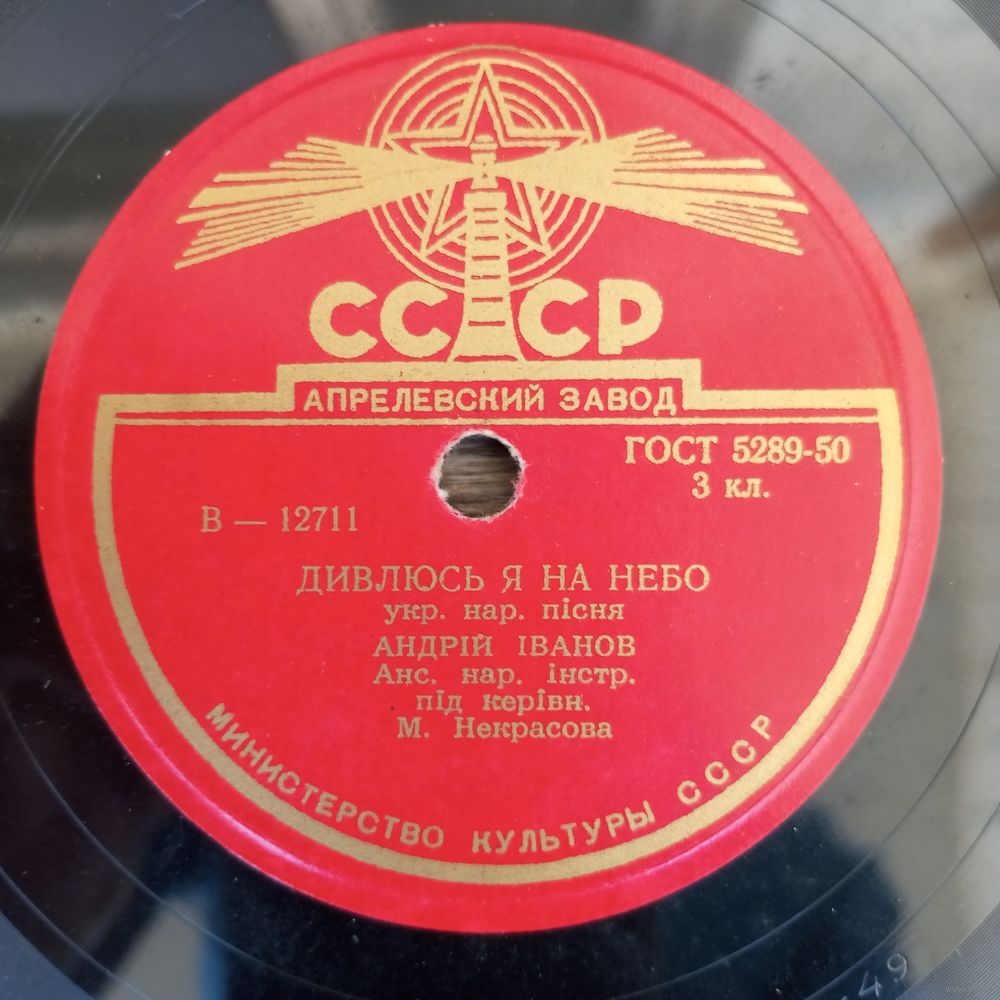 СССР
АПРЕЛЕВСКИЙ ЗАВОД
ГОСТ 5289-50
3 кл.
В — 12711
ДИВЛЮСЬ Я НА НЕБО
укр. нар. пісня
АНДРІЙ ІВАНОВ
Анс. нар. інстр.
під керівн.
М. Некрасова
МИНИСТЕРСТВО КУЛЬТУРЫ СССР
49